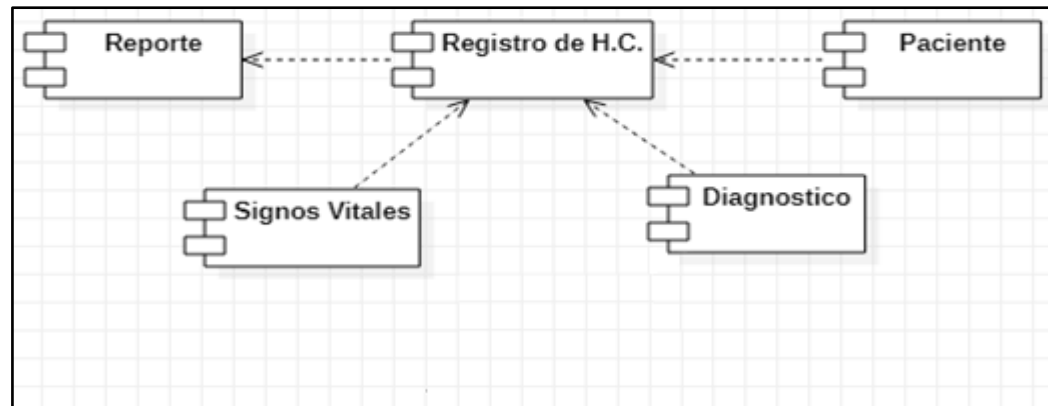 Reporte
Registro de H.C.
Paciente
Signos Vitales
Diagnostico